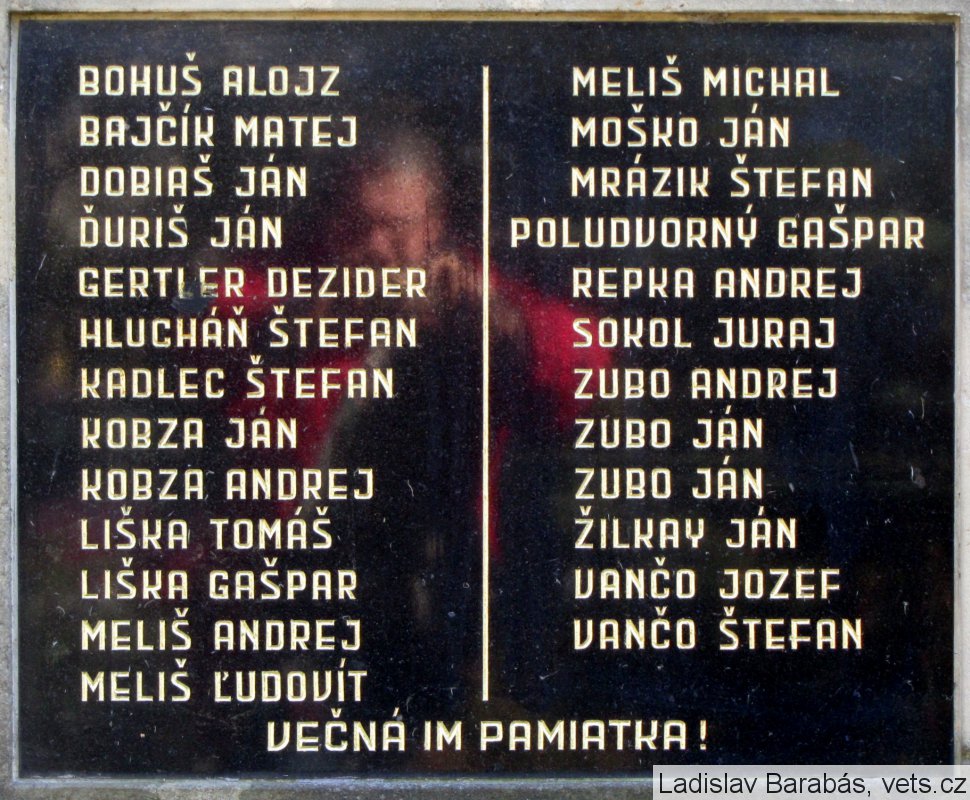 BOHUŠ ALOJZ
BAJČÍK MATEJ
DOBIAŠ JÁN
ĎURIŠ JÁN
GERTLER DEZIDER
HLUCHÁŇ ŠTEFAN
KADLEC ŠTEFAN
KOBZA JÁN
KOBZA ANDREJ
LIŠKA TOMÁŠ
LIŠKA GAŠPAR
MELIŠ ANDREJ
MELIŠ ĽUDOVÍT
MELIŠ MICHAL
MOŠKO JÁN
MRÁZIK ŠTEFAN
POLUDVORNÝ GAŠPAR
REPKA ANDREJ
SOKOL JURAJ
ZUBO ANDREJ
ZUBO JÁN
ZUBO JÁN
ŽILKAY JÁN
VANČO JOZEF
VANČO ŠTEFAN
VEČNÁ IM PAMIATKA!
Ladislav Barabás, vets.cz